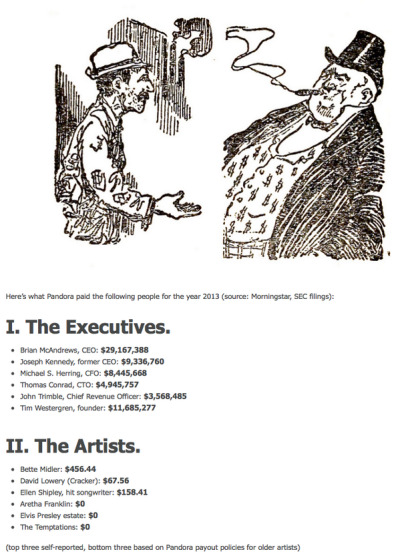 Here's what Pandora paid the following people for the year 2013 (source: Morningstar, SEC filings):
I. The Executives.
• Brian McAndrews, CEO: $29,167,388
• Joseph Kennedy, former CEO: $9,336,760
• Michael S. Herring, CFO: $8,445,668
• Thomas Conrad, CTO: $4,945,757
• John Trimble, Chief Revenue Officer: $3,568,485
• Tim Westergren, founder: $11,685,277
II. The Artists.
• Bette Midler: $456.44
• David Lowery (Cracker): $67.56
• Ellen Shipley, hit songwriter: $158.41
• Aretha Franklin: $0
• Elvis Presley estate: $0
• The Temptations: $0
(top three self-reported, bottom three based on Pandora payout policies for older artists)